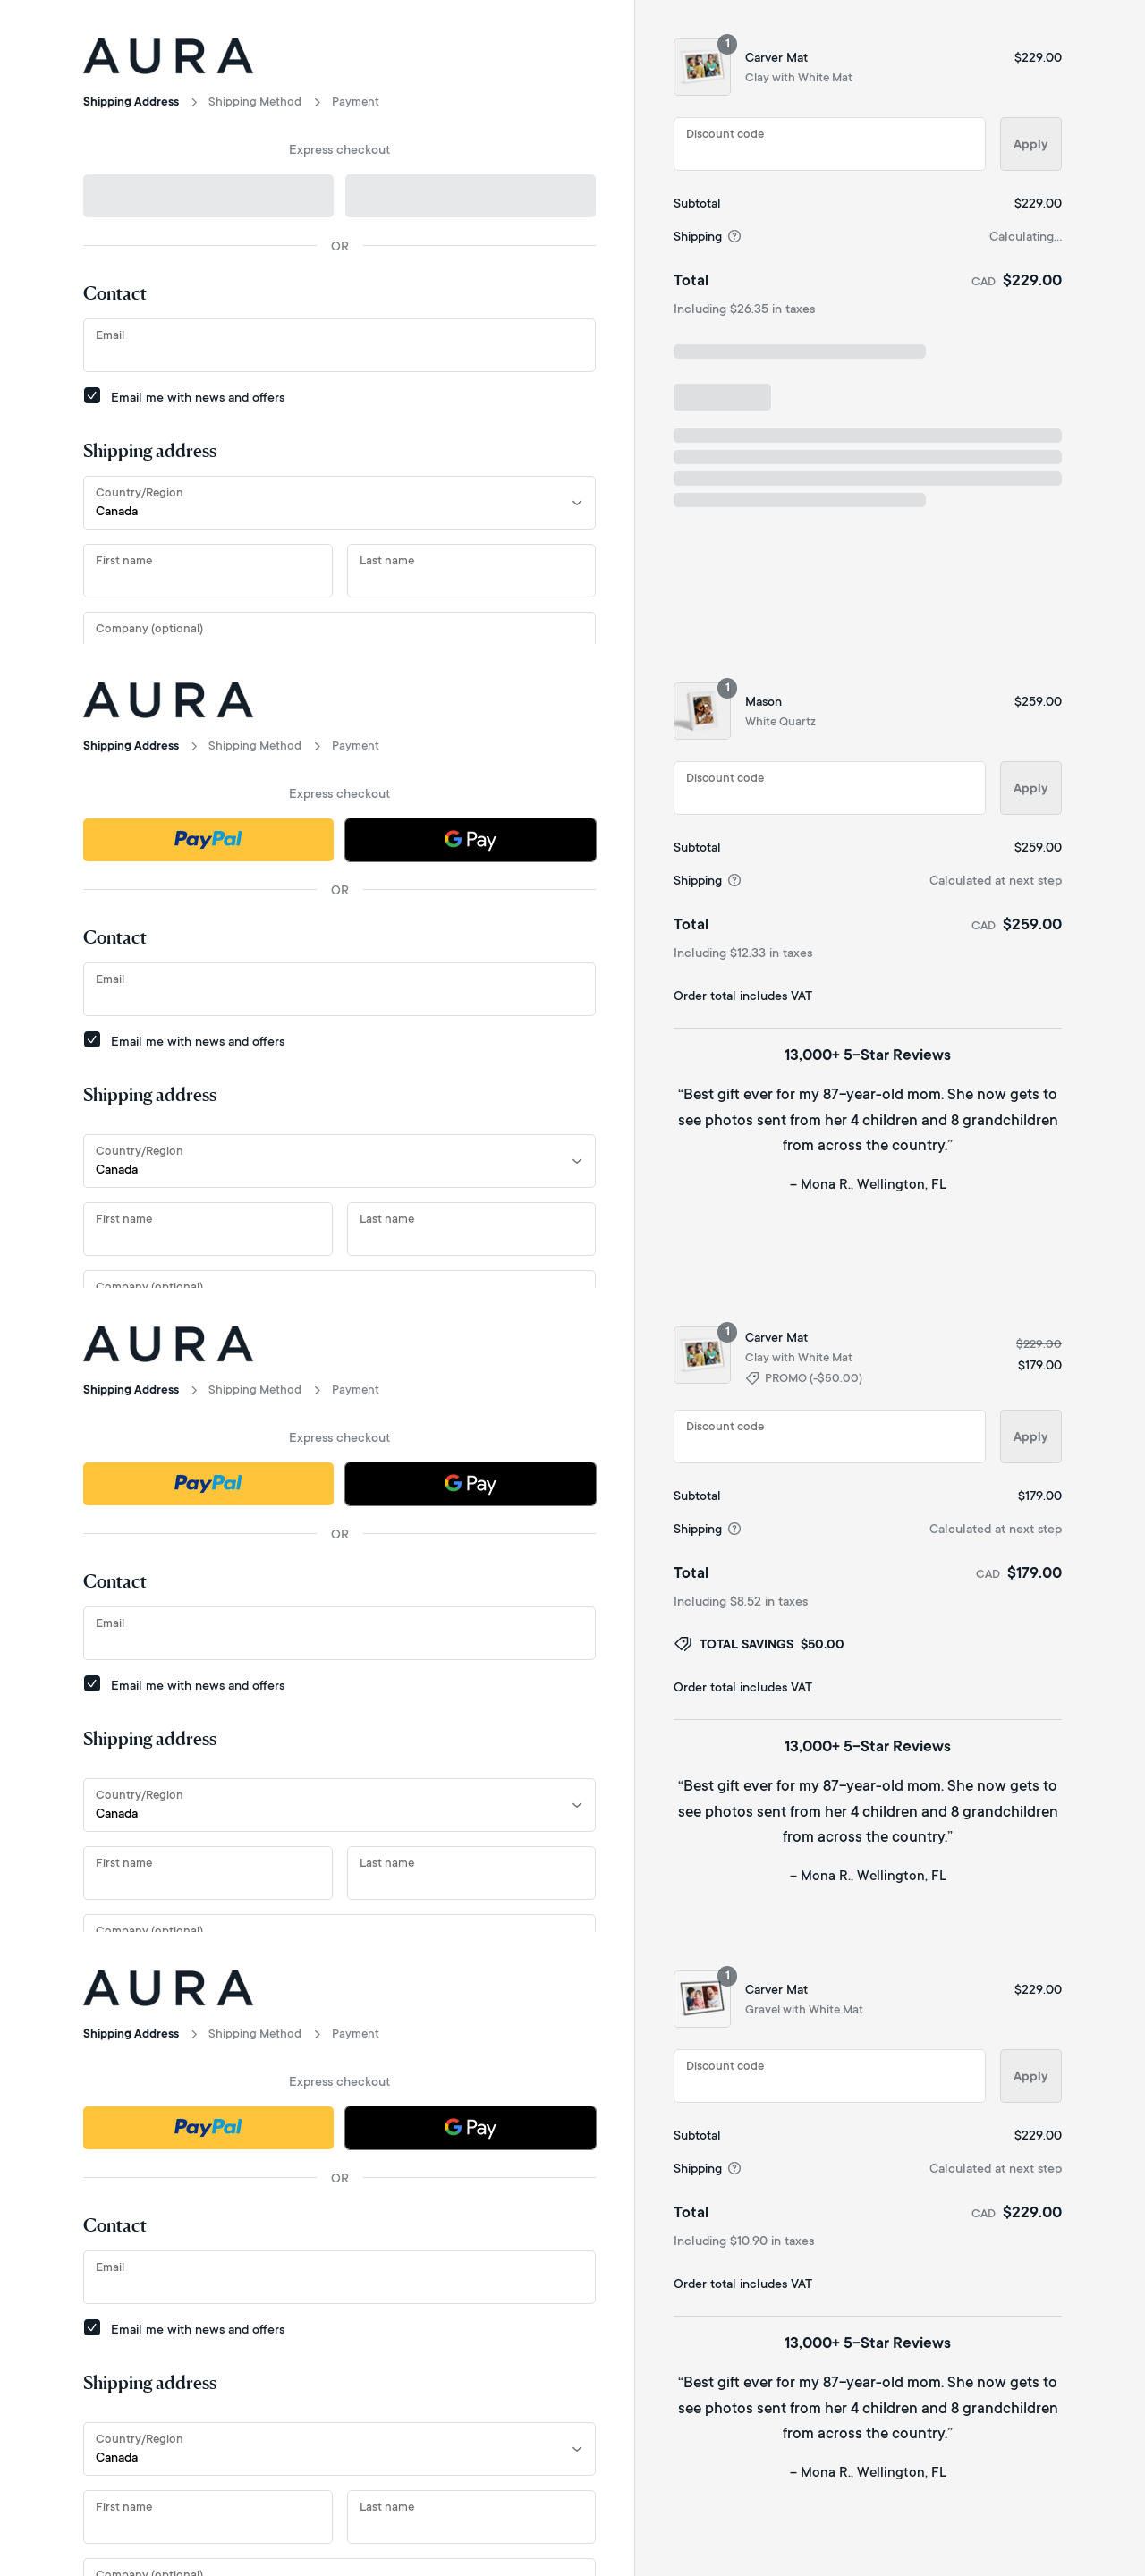 AURA
Shipping Address > Shipping Method > Payment
Express checkout
OR
Contact
Email
Email me with news and offers
Shipping address
Country/Region
Canada
First name
Last name
Company (optional)
1
Carver Mat
$229.00
Clay with White Mat
Discount code
Apply
Subtotal
$229.00
Shipping
Calculating...
Total
CAD $229.00
Including $26.35 in taxes
AURA
Shipping Address > Shipping Method > Payment
Express checkout
PayPal
G Pay
OR
Contact
Email
Email me with news and offers
Shipping address
Country/Region
Canada
First name
Last name
Company (optional)
1
Mason
$259.00
White Quartz
Discount code
Apply
Subtotal
$259.00
Shipping
Calculated at next step
Total
CAD $259.00
Including $12.33 in taxes
Order total includes VAT
13,000+ 5-Star Reviews
“Best gift ever for my 87-year-old mom. She now gets to
see photos sent from her 4 children and 8 grandchildren
from across the country.”
– Mona R., Wellington, FL
AURA
Shipping Address > Shipping Method > Payment
Express checkout
PayPal
G Pay
OR
Contact
Email
Email me with news and offers
Shipping address
Country/Region
Canada
First name
Last name
Company (optional)
1
Carver Mat
$229.00
Clay with White Mat
$179.00
PROMO (-$50.00)
Discount code
Apply
Subtotal
$179.00
Shipping
Calculated at next step
Total
CAD $179.00
Including $8.52 in taxes
TOTAL SAVINGS $50.00
Order total includes VAT
13,000+ 5-Star Reviews
“Best gift ever for my 87-year-old mom. She now gets to
see photos sent from her 4 children and 8 grandchildren
from across the country.”
– Mona R., Wellington, FL
AURA
Shipping Address > Shipping Method > Payment
Express checkout
PayPal
G Pay
OR
Contact
Email
Email me with news and offers
Shipping address
Country/Region
Canada
First name
Last name
Company (optional)
1
Carver Mat
$229.00
Gravel with White Mat
Discount code
Apply
Subtotal
$229.00
Shipping
Calculated at next step
Total
CAD $229.00
Including $10.90 in taxes
Order total includes VAT
13,000+ 5-Star Reviews
“Best gift ever for my 87-year-old mom. She now gets to
see photos sent from her 4 children and 8 grandchildren
from across the country.”
– Mona R., Wellington, FL